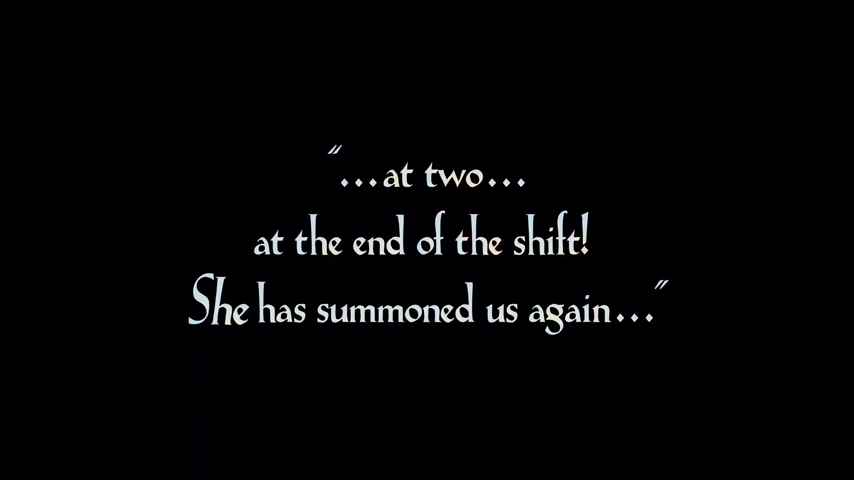 "...at two...
at the end of the shift!
She has summoned us again..."